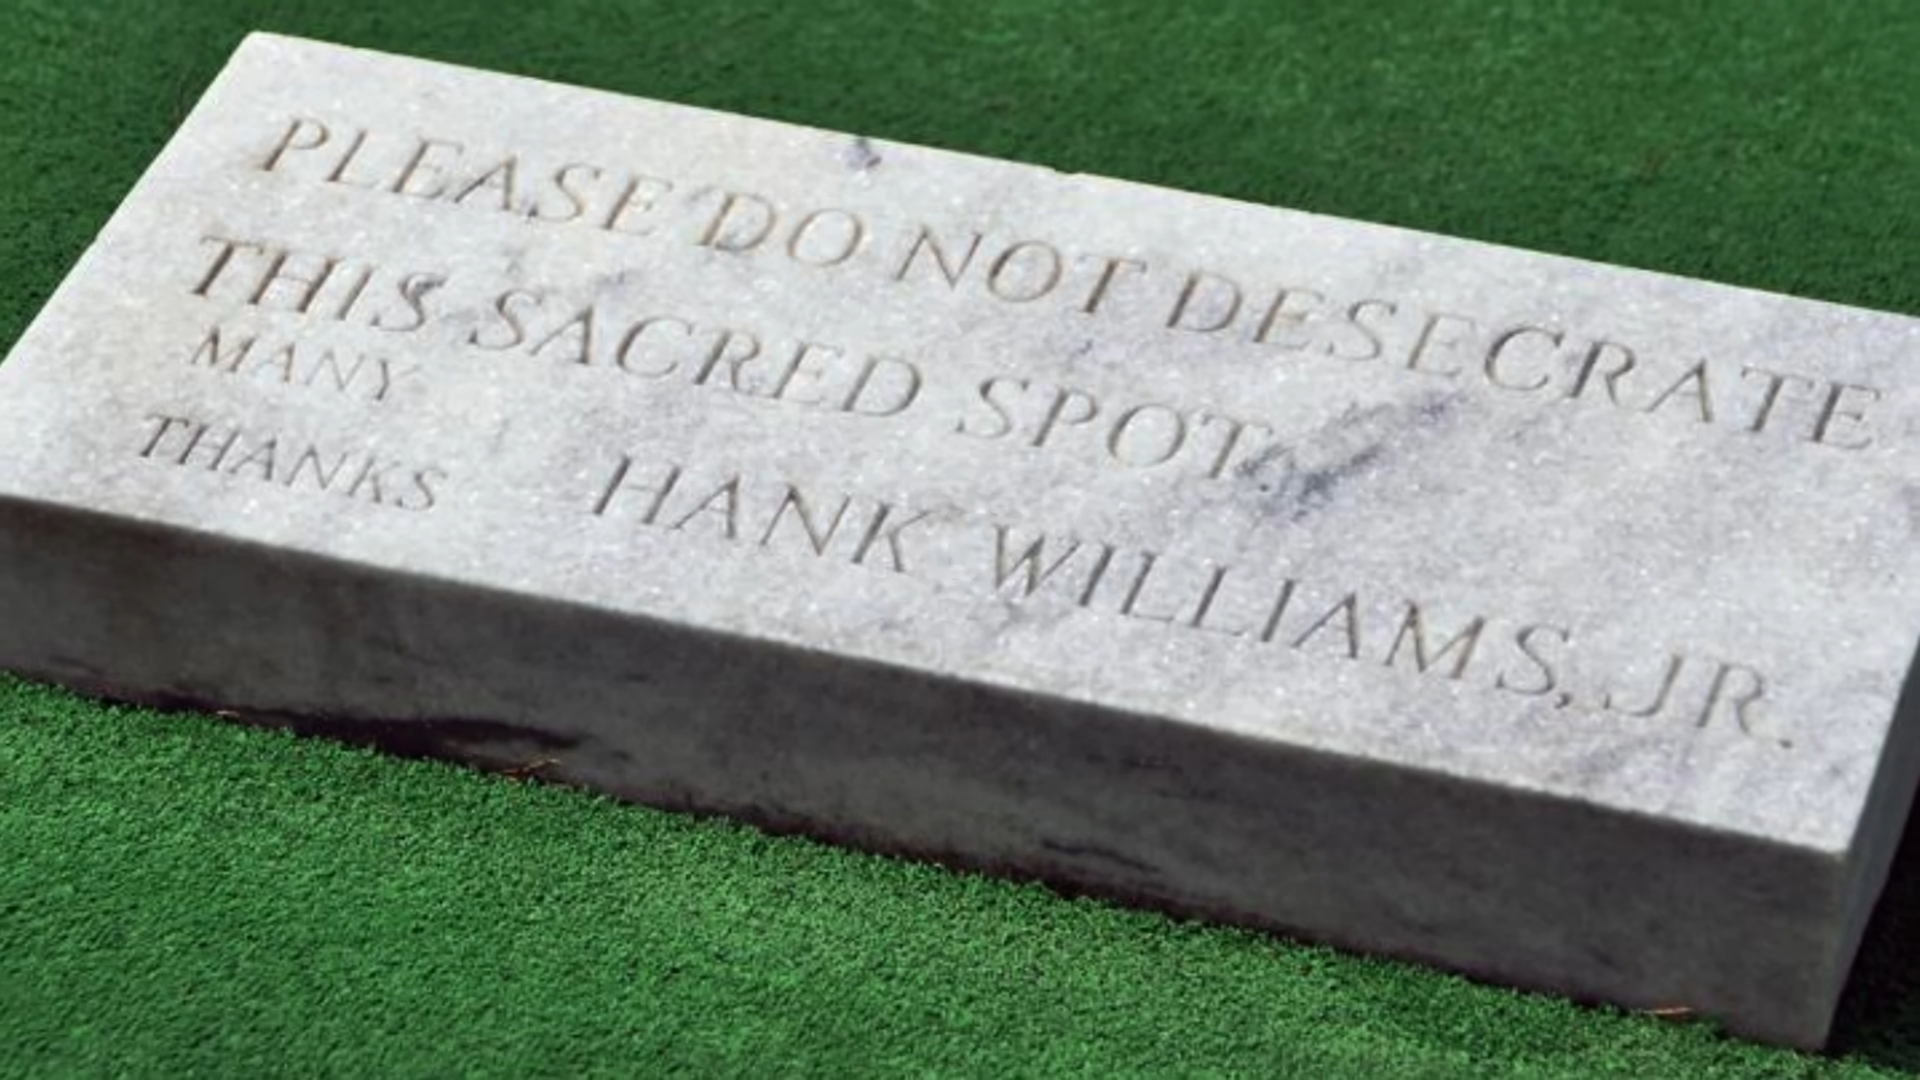 PLEASE DO NOT DESECRATE
THIS SACRED SPOT.
MANY
THANKS
HANK WILLIAMS, JR.